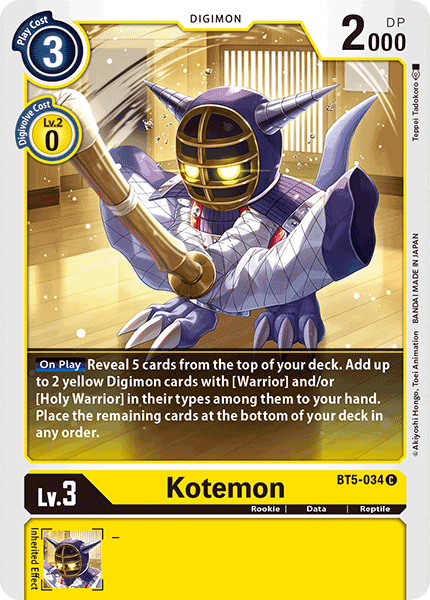 DIGIMON
Play Cost
3
2000
DP
Digivolve Cost
Lv.2
0
Teppei Tadokoro
©Akiyoshi Hongo, Toei Animation BANDAI MADE IN JAPAN
On Play Reveal 5 cards from the top of your deck. Add up
to 2 yellow Digimon cards with [Warrior] and/or
[Holy Warrior] in their types among them to your hand.
Place the remaining cards at the bottom of your deck in
any order.
Lv.3
Kotemon
BT5-034 C
Rookie | Data | Reptile
Inherited Effect
–